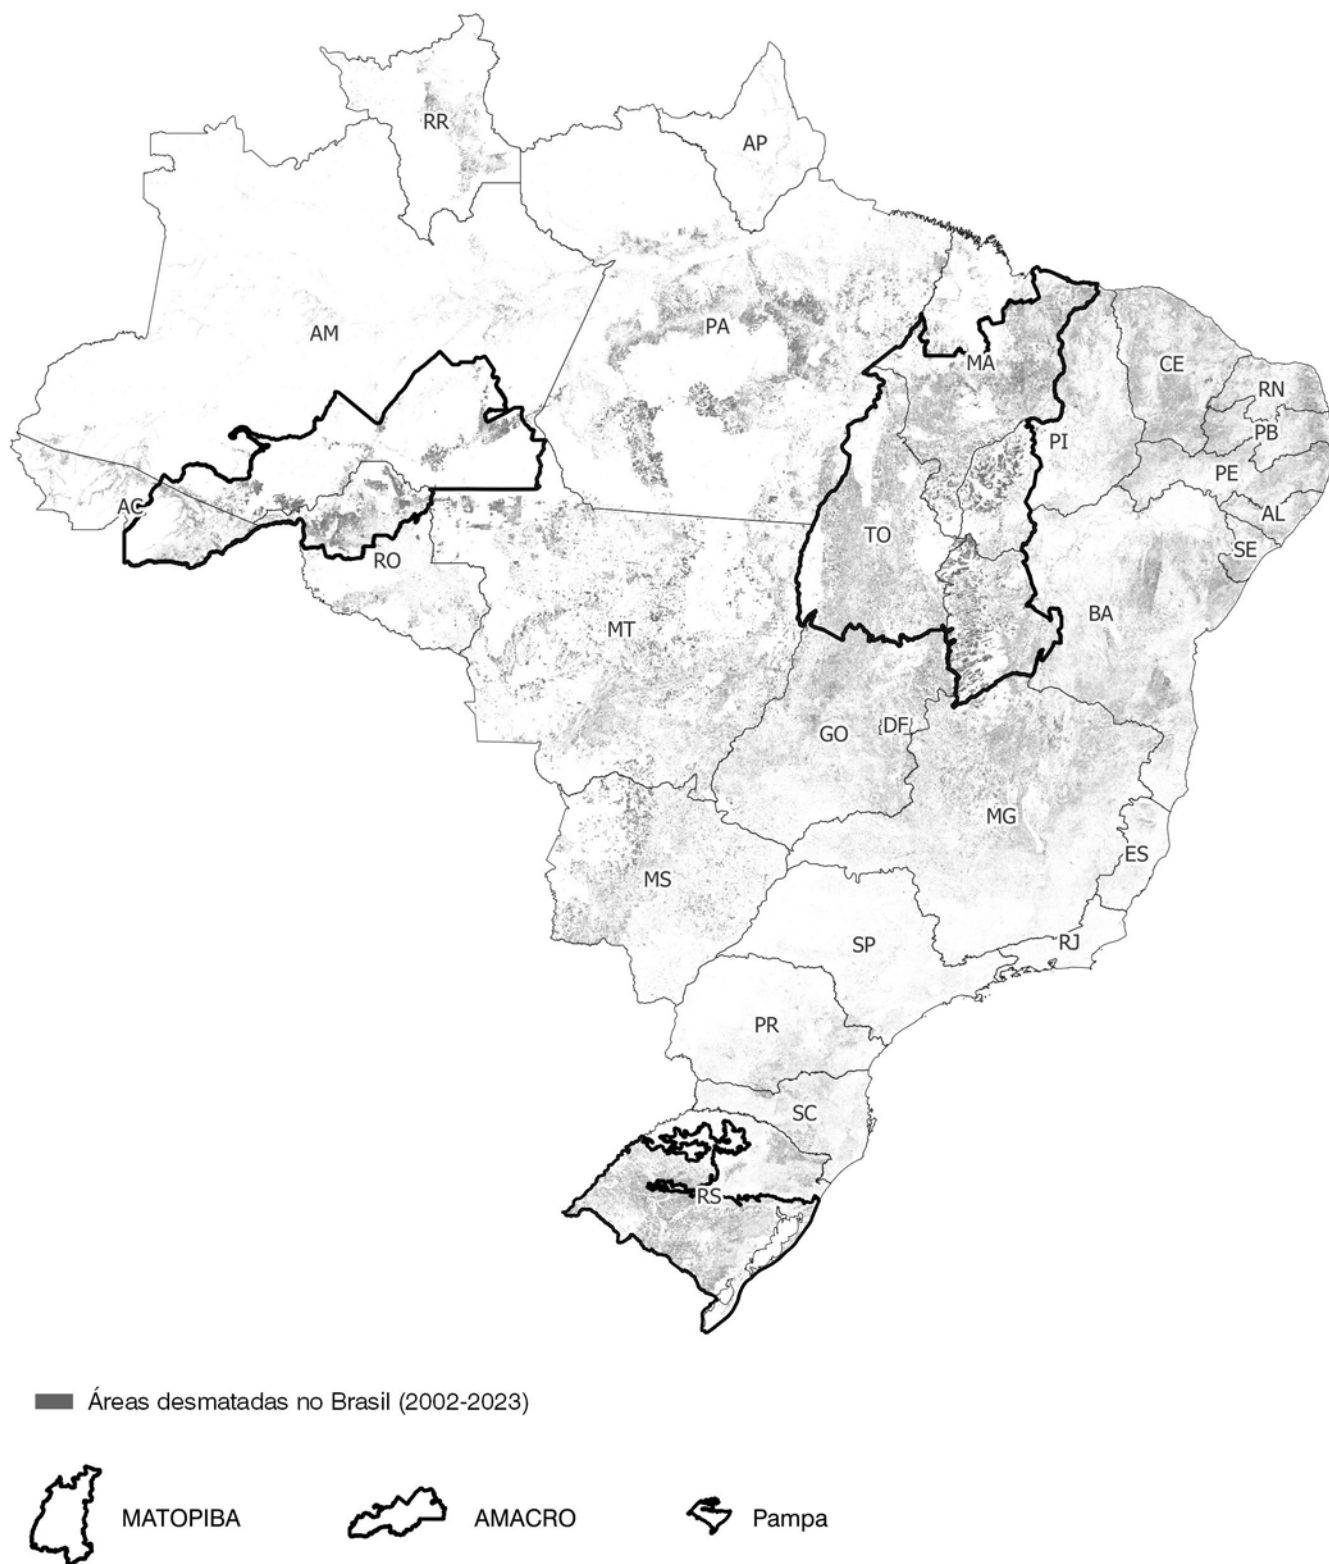 RR
AP
AM
PA
MA
CE
RN
PB
PI
PE
AC
AL
TO
SE
RO
BA
MT
DF
GO
MG
ES
MS
RJ
SP
PR
SC
RS
Áreas desmatadas no Brasil (2002-2023)
MATOPIBA
AMACRO
Pampa